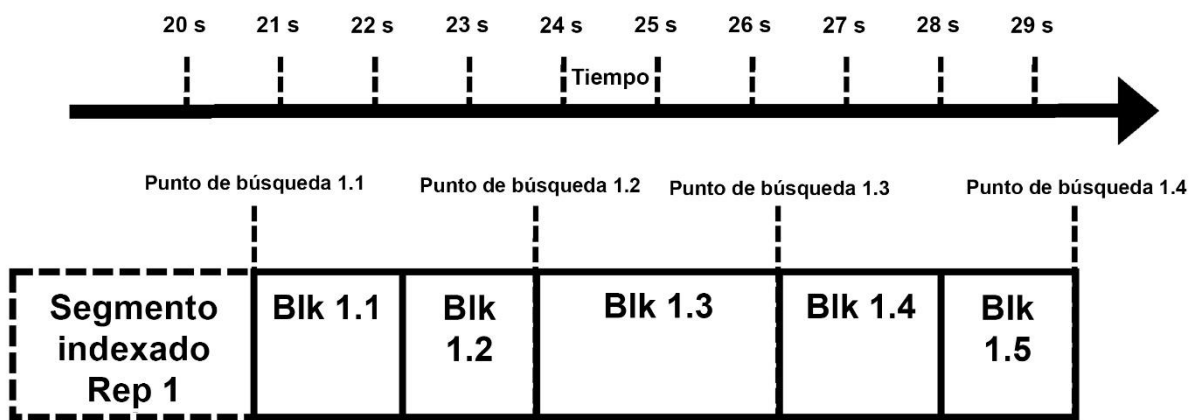 20 s 21 s 22 s 23 s 24 s 25 s 26 s 27 s 28 s 29 s
Tiempo
Punto de búsqueda 1.1 Punto de búsqueda 1.2 Punto de búsqueda 1.3 Punto de búsqueda 1.4
Segmento
indexado
Rep 1
Blk 1.1
Blk
1.2
Blk 1.3
Blk 1.4
Blk
1.5